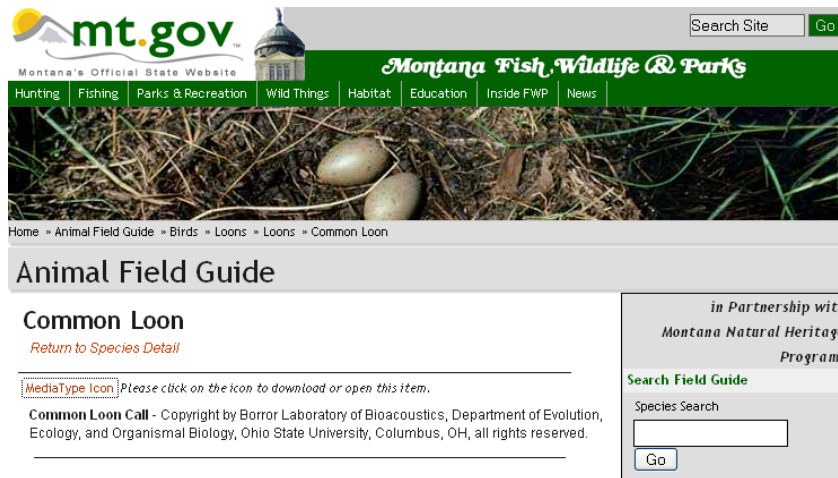 mt.gov™
Montana's Official State Website
Search Site Go
Montana Fish, Wildlife & Parks
Hunting Fishing Parks & Recreation Wild Things Habitat Education Inside FWP News
Home » Animal Field Guide » Birds » Loons » Loons » Common Loon
Animal Field Guide
Common Loon
Return to Species Detail
MediaType Icon Please click on the icon to download or open this item.
Common Loon Call - Copyright by Borror Laboratory of Bioacoustics, Department of Evolution,
Ecology, and Organismal Biology, Ohio State University, Columbus, OH, all rights reserved.
in Partnership wit
Montana Natural Heritag
Program
Search Field Guide
Species Search
Go